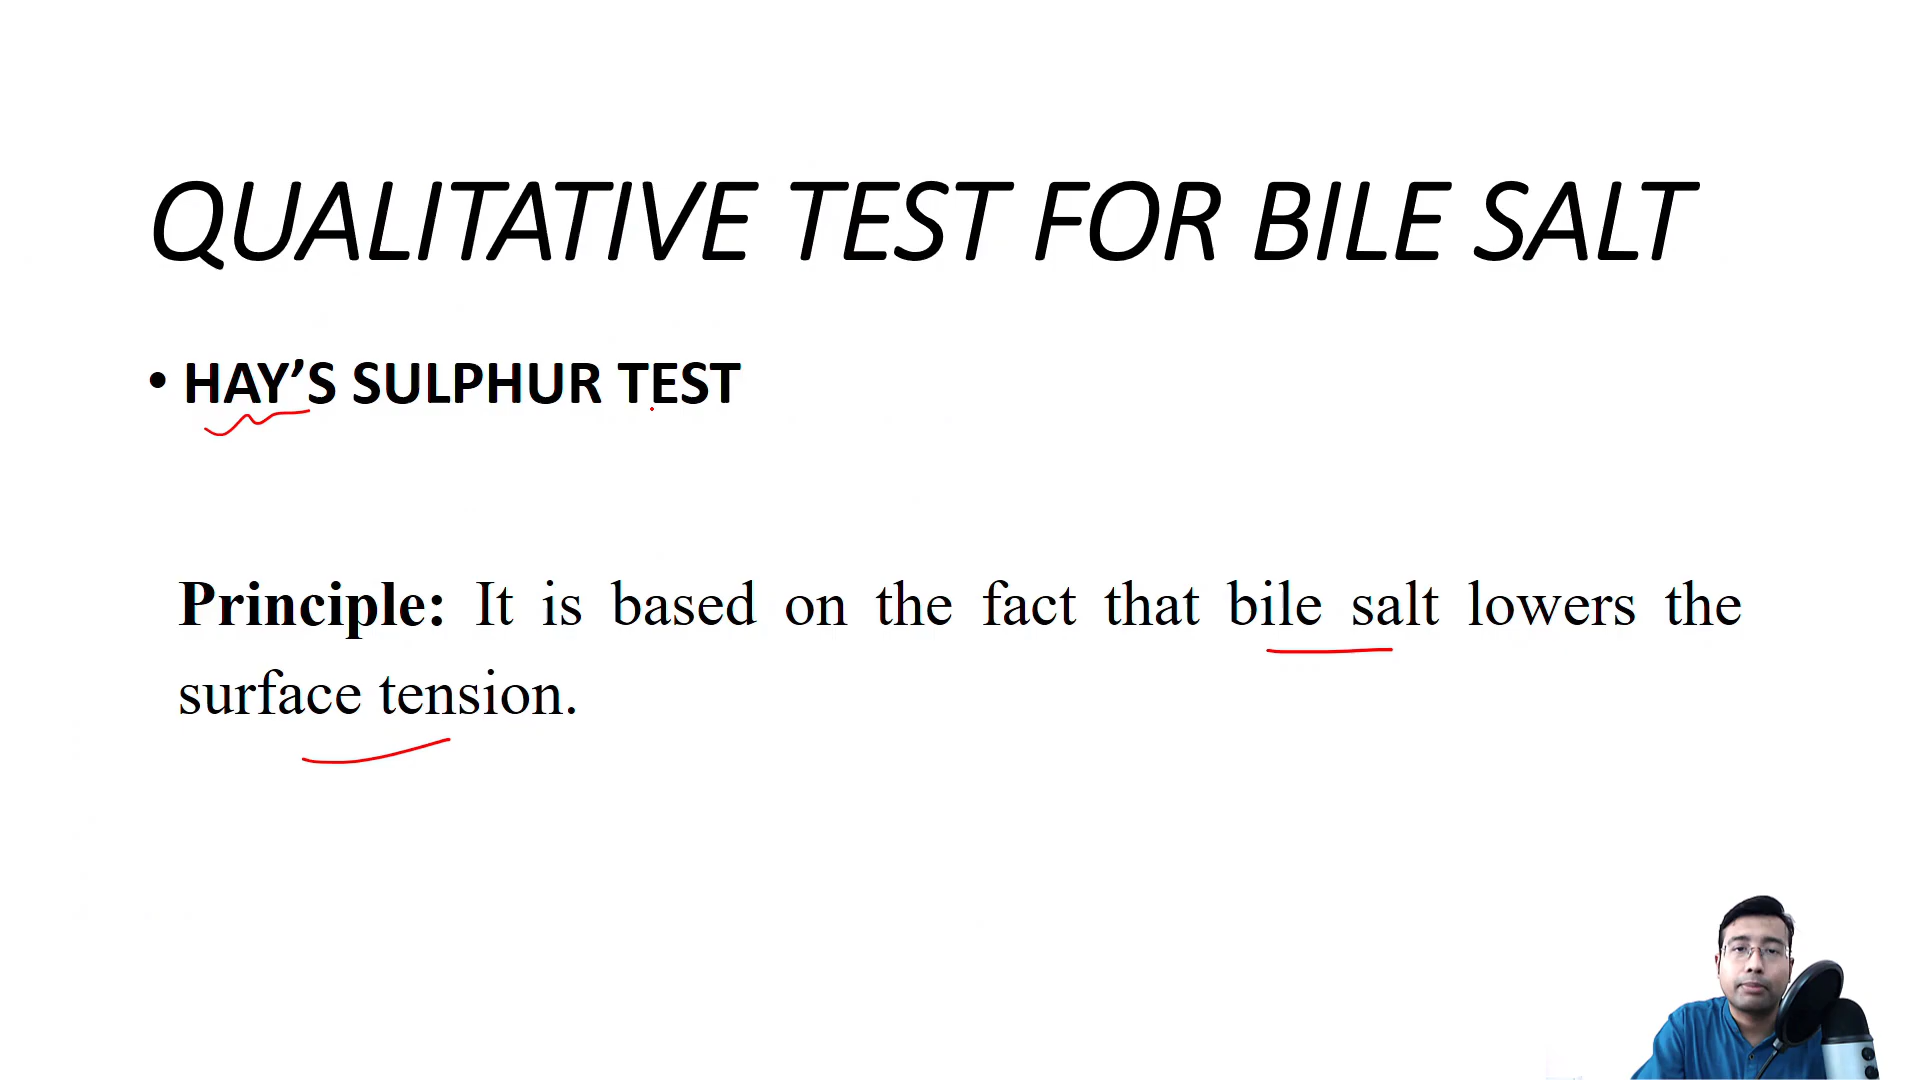 QUALITATIVE TEST FOR BILE SALT
• HAY’S SULPHUR TEST
Principle: It is based on the fact that bile salt lowers the
surface tension.